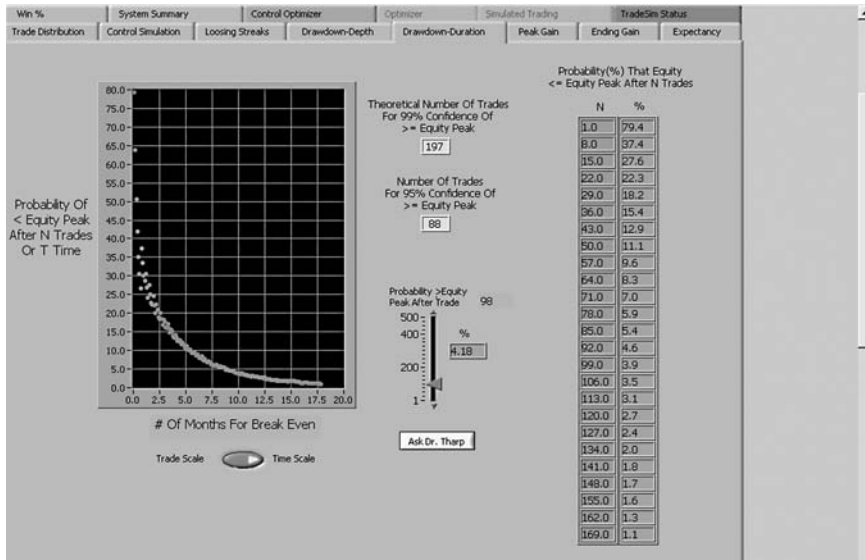 Win %
System Summary
Control Optimizer
Optimizer
Simulated Trading
TradeSim Status
Trade Distribution
Control Simulation
Loosing Streaks
Drawdown-Depth
Drawdown-Duration
Peak Gain
Ending Gain
Expectancy
Probability Of
< Equity Peak
After N Trades
Or T Time
80.0
75.0
70.0
65.0
60.0
55.0
50.0
45.0
40.0
35.0
30.0
25.0
20.0
15.0
10.0
5.0
0.0
0.0 2.5 5.0 7.5 10.0 12.5 15.0 17.5 20.0
# Of Months For Break Even
Trade Scale
Time Scale
Theoretical Number Of Trades
For 99% Confidence Of
>= Equity Peak
197
Number Of Trades
For 95% Confidence Of
>= Equity Peak
88
Probability >Equity
Peak After Trade 98
500
400
200
1
%
4.18
Ask Dr. Tharp
Probability(%) That Equity
<= Equity Peak After N Trades
N %
1.0 79.4
8.0 37.4
15.0 27.6
22.0 22.3
29.0 18.2
36.0 15.4
43.0 12.9
50.0 11.1
57.0 9.6
64.0 8.3
71.0 7.0
78.0 5.9
85.0 5.4
92.0 4.6
99.0 3.9
106.0 3.5
113.0 3.1
120.0 2.7
127.0 2.4
134.0 2.0
141.0 1.8
148.0 1.7
155.0 1.6
162.0 1.3
169.0 1.1